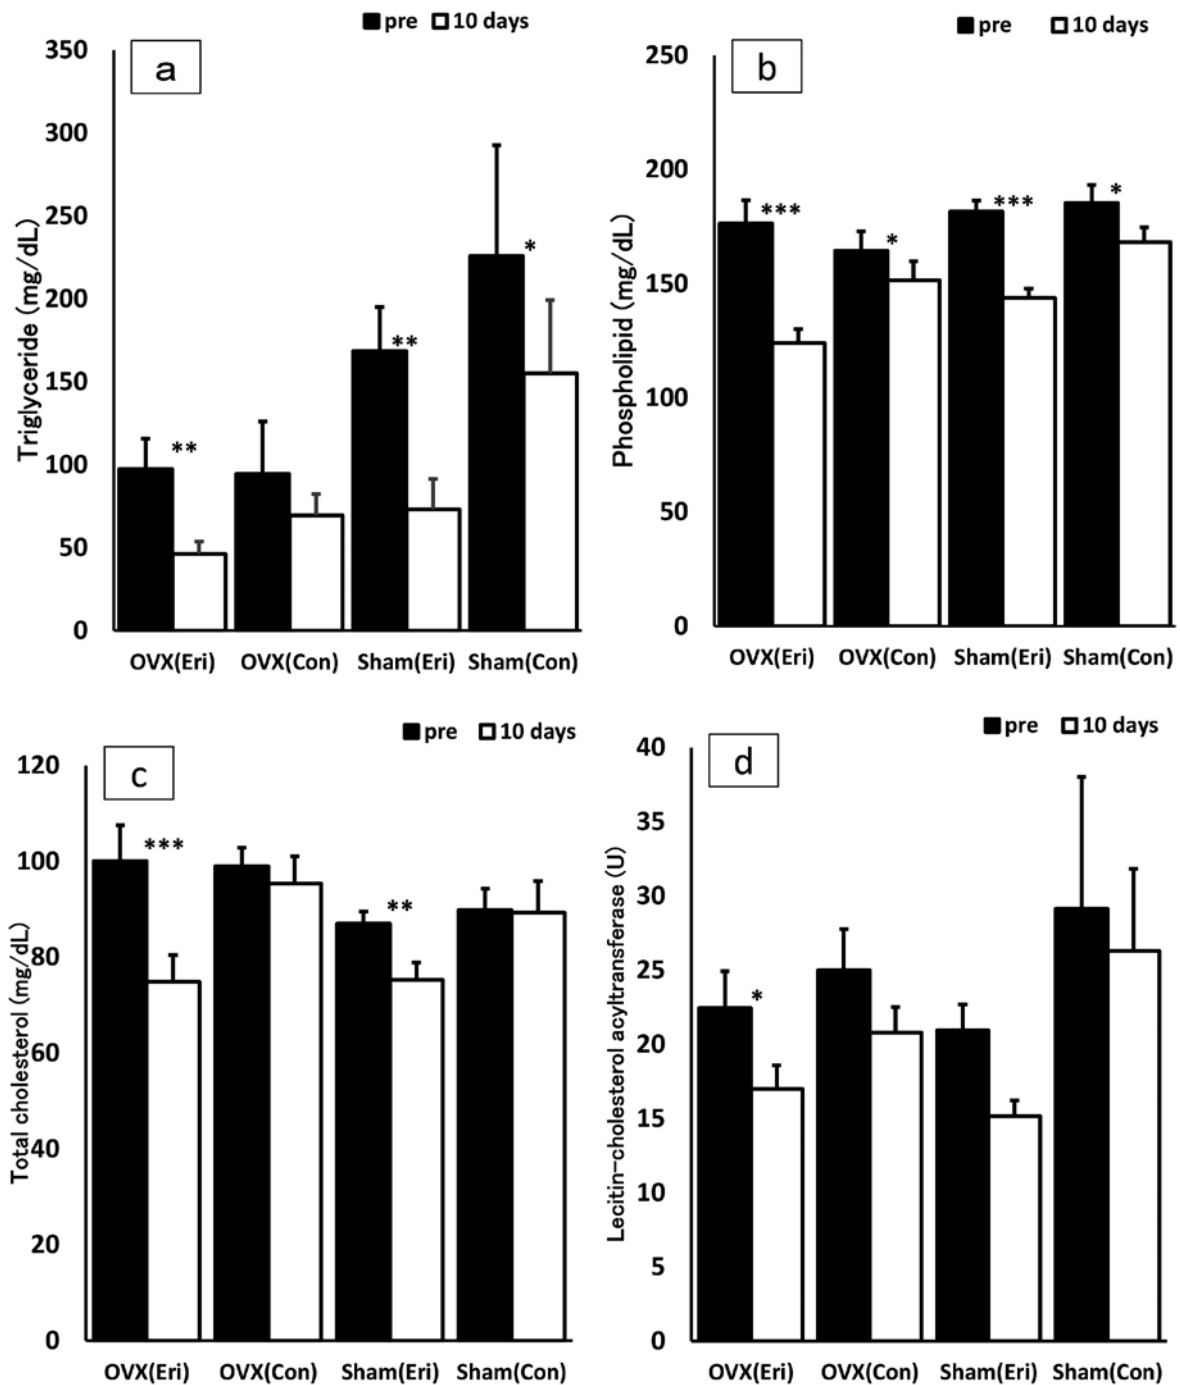 pre 10 days
a
Triglyceride (mg/dL)
350
300
250
200
150
100
50
0
**
**
*
OVX(Eri) OVX(Con) Sham(Eri) Sham(Con)
pre 10 days
b
Phospholipid (mg/dL)
250
200
150
100
50
0
***
*
***
*
OVX(Eri) OVX(Con) Sham(Eri) Sham(Con)
pre 10 days
c
Total cholesterol (mg/dL)
120
100
80
60
40
20
0
***
**
OVX(Eri) OVX(Con) Sham(Eri) Sham(Con)
pre 10 days
d
Lecitin-cholesterol acyltransferase (U)
40
35
30
25
20
15
10
5
0
*
OVX(Eri) OVX(Con) Sham(Eri) Sham(Con)